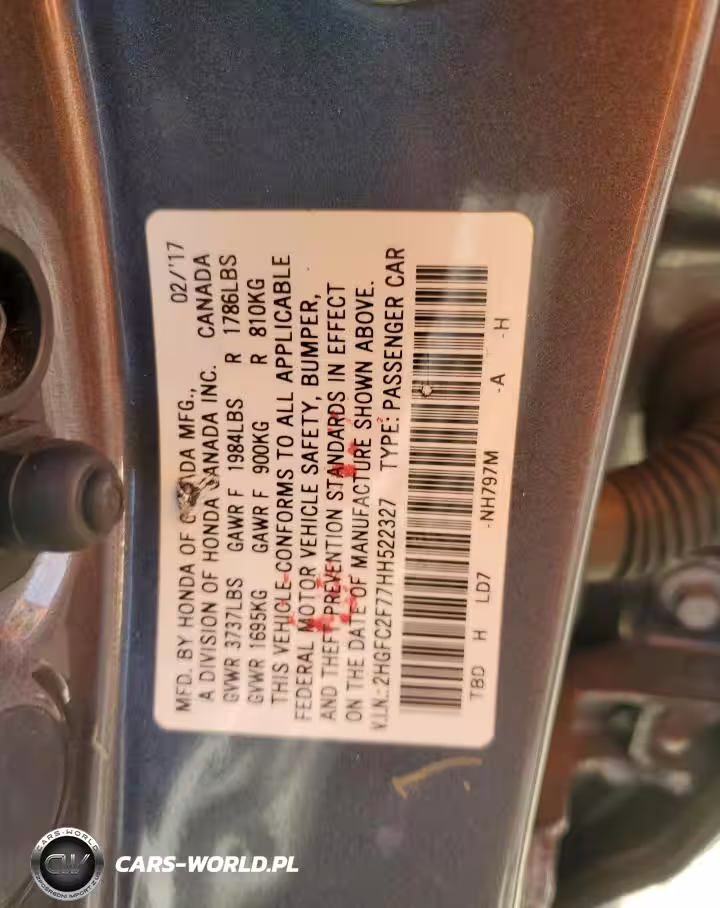 MFD. BY HONDA OF CANADA MFG., 02/'17
A DIVISION OF HONDA CANADA INC. CANADA
GVWR 3737LBS GAWR F 1984LBS R 1786LBS
GVWR 1695KG GAWR F 900KG R 810KG
THIS VEHICLE CONFORMS TO ALL APPLICABLE
FEDERAL MOTOR VEHICLE SAFETY, BUMPER,
AND THEFT PREVENTION STANDARDS IN EFFECT
ON THE DATE OF MANUFACTURE SHOWN ABOVE.
V.I.N.: 2HGFC2F77HH522327 TYPE: PASSENGER CAR
TBD H LD7 -NH797M -A -H
CARS-WORLD
CW
CARS-WORLD.PL